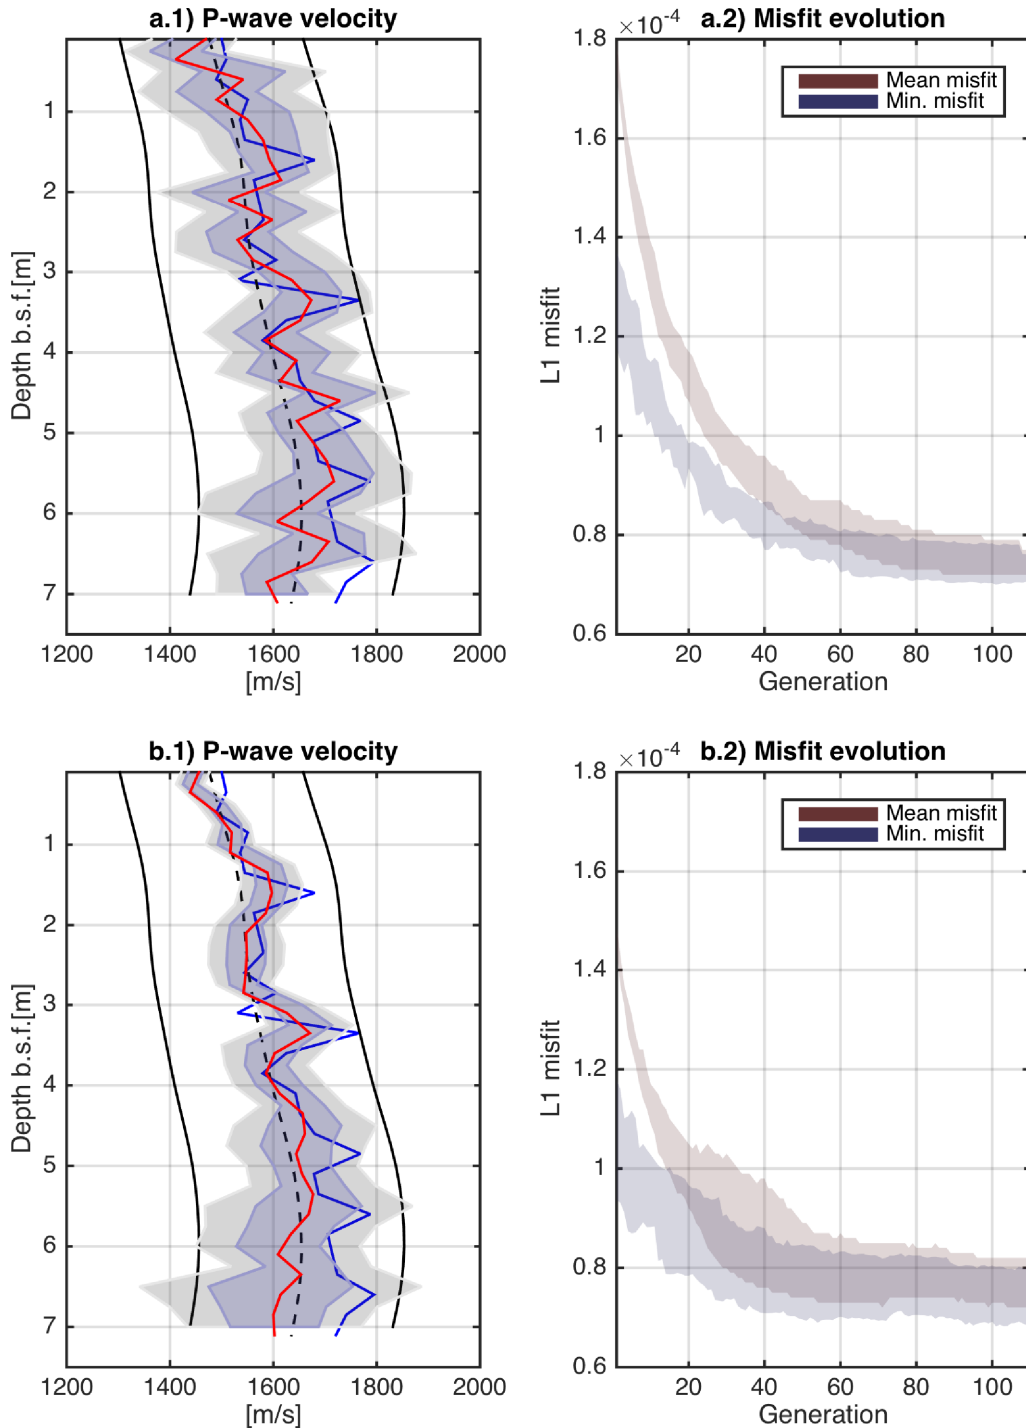 a.1) P-wave velocity
Depth b.s.f.[m]
1
2
3
4
5
6
7
1200 1400 1600 1800 2000
[m/s]
a.2) Misfit evolution
×10-4
L1 misfit
1.8
1.6
1.4
1.2
1
0.8
0.6
Mean misfit
Min. misfit
20 40 60 80 100
Generation
b.1) P-wave velocity
Depth b.s.f.[m]
1
2
3
4
5
6
7
1200 1400 1600 1800 2000
[m/s]
b.2) Misfit evolution
×10-4
L1 misfit
1.8
1.6
1.4
1.2
1
0.8
0.6
Mean misfit
Min. misfit
20 40 60 80 100
Generation